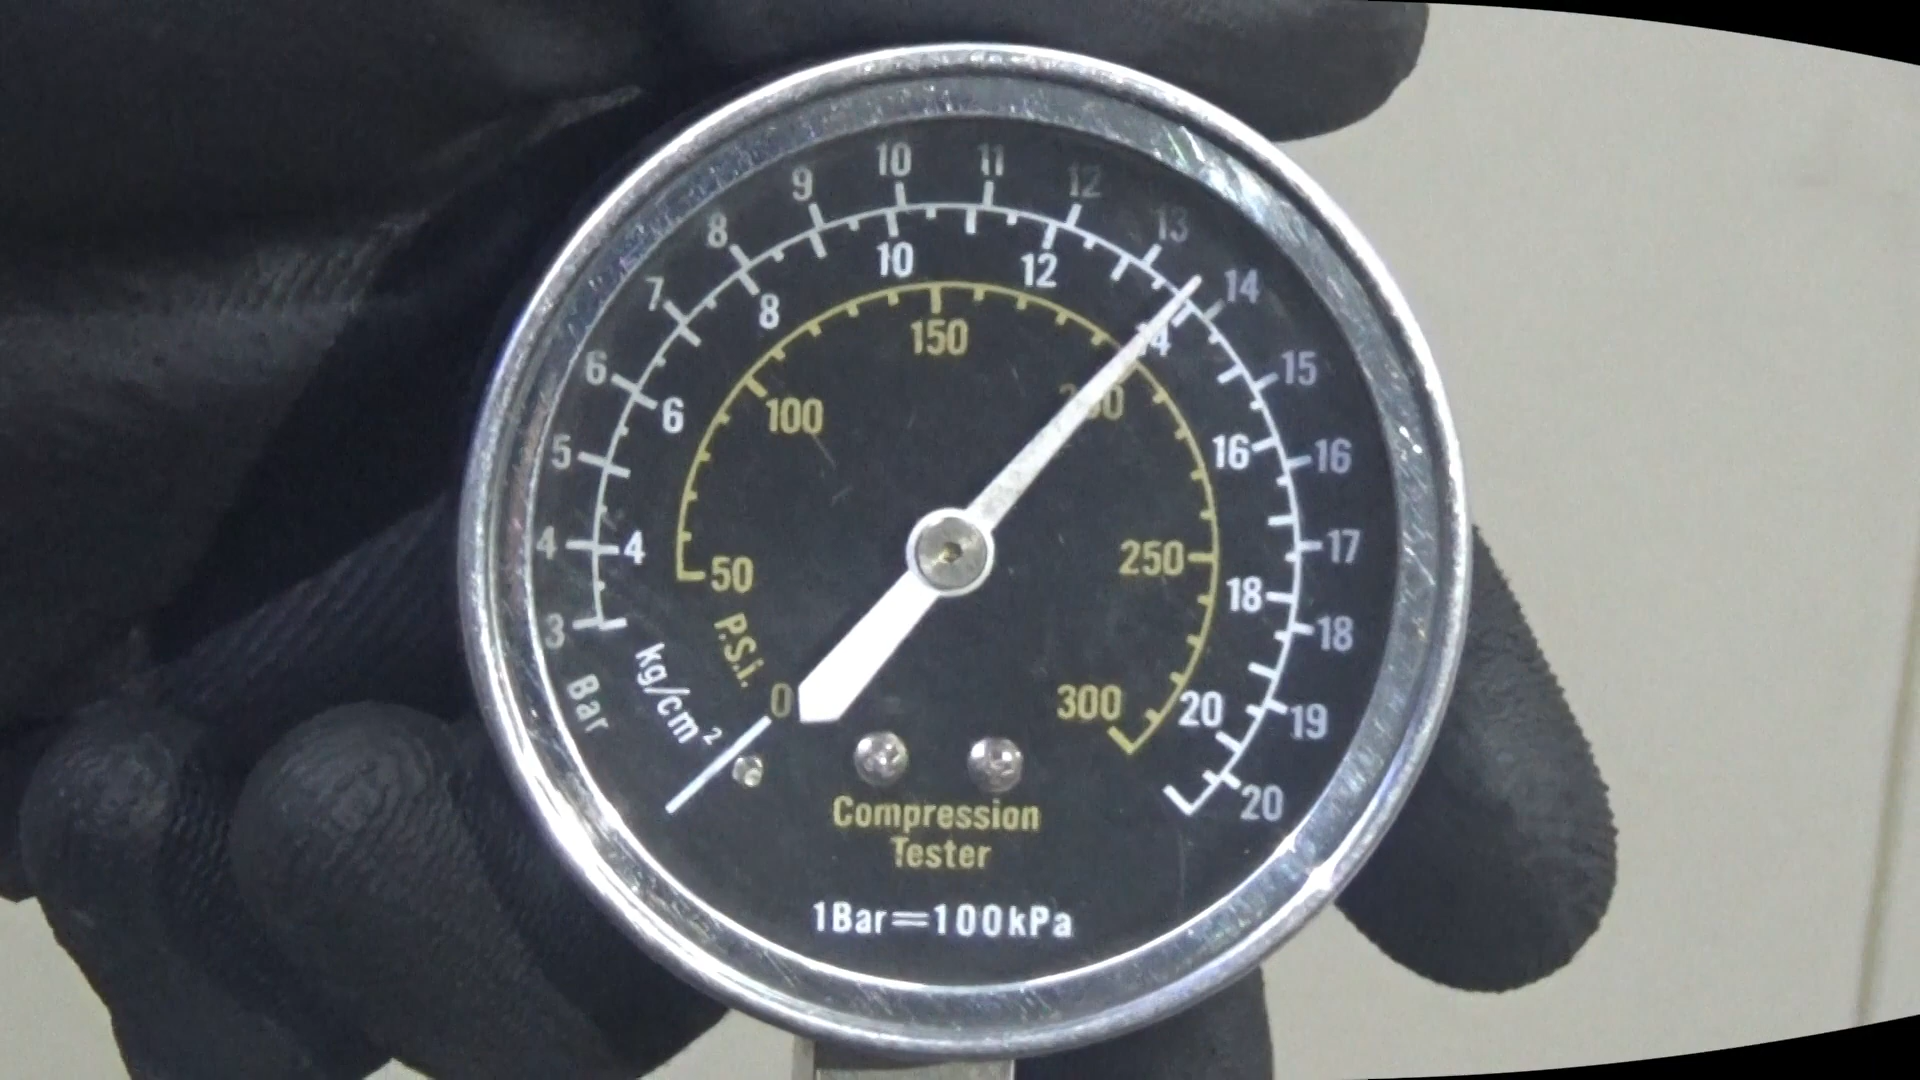 3 4 5 6 7 8 9 10 11 12 13 14 15 16 17 18 19 20
Bar
4 6 8 10 12 14 16 18 20
kg/cm²
50 100 150 200 250 300
P.S.i.
0
Compression
Tester
1Bar=100kPa